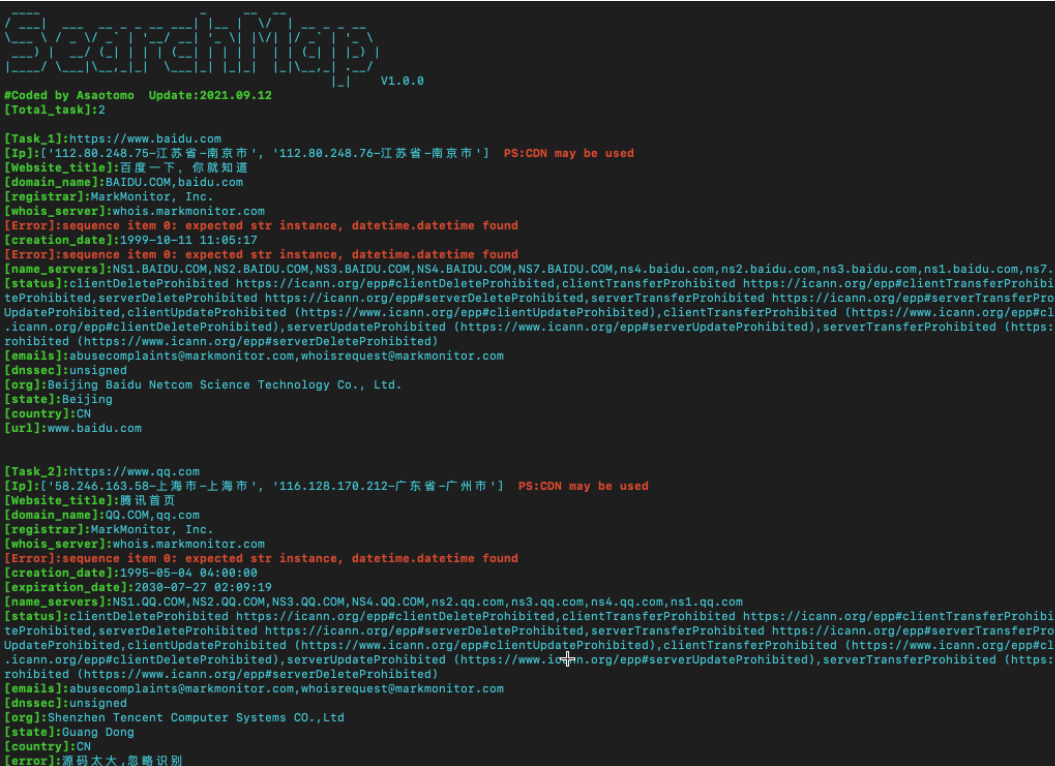 SearchMap
V1.0.0
#Coded by Asaotomo  Update:2021.09.12
[Total_task]:2
[Task_1]:https://www.baidu.com
[Ip]:['112.80.248.75-江苏省-南京市', '112.80.248.76-江苏省-南京市']  PS:CDN may be used
[Website_title]:百度一下，你就知道
[domain_name]:BAIDU.COM,baidu.com
[registrar]:MarkMonitor, Inc.
[whois_server]:whois.markmonitor.com
[Error]:sequence item 0: expected str instance, datetime.datetime found
[creation_date]:1999-10-11 11:05:17
[Error]:sequence item 0: expected str instance, datetime.datetime found
[name_servers]:NS1.BAIDU.COM,NS2.BAIDU.COM,NS3.BAIDU.COM,NS4.BAIDU.COM,NS7.BAIDU.COM,ns4.baidu.com,ns2.baidu.com,ns3.baidu.com,ns1.baidu.com,ns7.
[status]:clientDeleteProhibited https://icann.org/epp#clientDeleteProhibited,clientTransferProhibited https://icann.org/epp#clientTransferProhibi
teProhibited,serverDeleteProhibited https://icann.org/epp#serverDeleteProhibited,serverTransferProhibited https://icann.org/epp#serverTransferPro
UpdateProhibited,clientUpdateProhibited (https://www.icann.org/epp#clientUpdateProhibited),clientTransferProhibited (https://www.icann.org/epp#cl
.icann.org/epp#clientDeleteProhibited),serverUpdateProhibited (https://www.icann.org/epp#serverUpdateProhibited),serverTransferProhibited (https:
rohibited (https://www.icann.org/epp#serverDeleteProhibited)
[emails]:abusecomplaints@markmonitor.com,whoisrequest@markmonitor.com
[dnssec]:unsigned
[org]:Beijing Baidu Netcom Science Technology Co., Ltd.
[state]:Beijing
[country]:CN
[url]:www.baidu.com
[Task_2]:https://www.qq.com
[Ip]:['58.246.163.58-上海市-上海市', '116.128.170.212-广东省-广州市']  PS:CDN may be used
[Website_title]:腾讯首页
[domain_name]:QQ.COM,qq.com
[registrar]:MarkMonitor, Inc.
[whois_server]:whois.markmonitor.com
[Error]:sequence item 0: expected str instance, datetime.datetime found
[creation_date]:1995-05-04 04:00:00
[expiration_date]:2030-07-27 02:09:19
[name_servers]:NS1.QQ.COM,NS2.QQ.COM,NS3.QQ.COM,NS4.QQ.COM,ns2.qq.com,ns3.qq.com,ns4.qq.com,ns1.qq.com
[status]:clientDeleteProhibited https://icann.org/epp#clientDeleteProhibited,clientTransferProhibited https://icann.org/epp#clientTransferProhibi
teProhibited,serverDeleteProhibited https://icann.org/epp#serverDeleteProhibited,serverTransferProhibited https://icann.org/epp#serverTransferPro
UpdateProhibited,clientUpdateProhibited (https://www.icann.org/epp#clientUpdateProhibited),clientTransferProhibited (https://www.icann.org/epp#cl
.icann.org/epp#clientDeleteProhibited),serverUpdateProhibited (https://www.icann.org/epp#serverUpdateProhibited),serverTransferProhibited (https:
rohibited (https://www.icann.org/epp#serverDeleteProhibited)
[emails]:abusecomplaints@markmonitor.com,whoisrequest@markmonitor.com
[dnssec]:unsigned
[org]:Shenzhen Tencent Computer Systems CO.,Ltd
[state]:Guang Dong
[country]:CN
[error]:源码太大,忽略识别